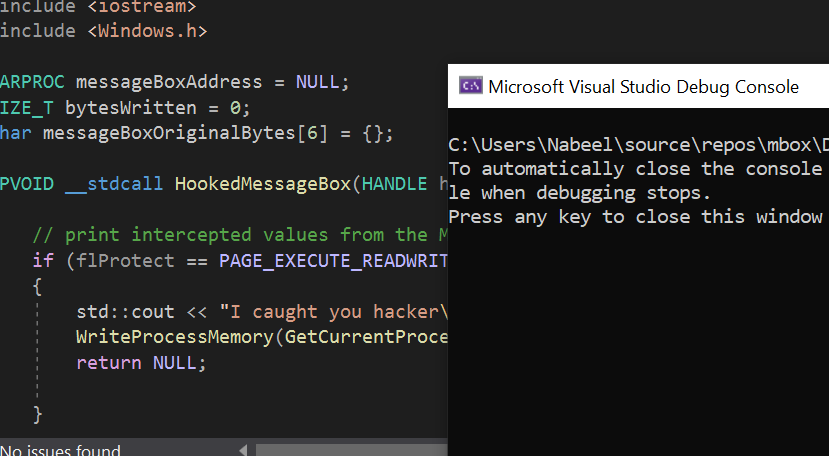 include <iostream>
include <Windows.h>
ARPROC messageBoxAddress = NULL;
IZE_T bytesWritten = 0;
har messageBoxOriginalBytes[6] = {};
PVOID __stdcall HookedMessageBox(HANDLE h
// print intercepted values from the M
if (flProtect == PAGE_EXECUTE_READWRIT
{
std::cout << "I caught you hacker\
WriteProcessMemory(GetCurrentProce
return NULL;
}
No issues found
Microsoft Visual Studio Debug Console
C:\Users\Nabeel\source\repos\mbox\D
To automatically close the console
le when debugging stops.
Press any key to close this window